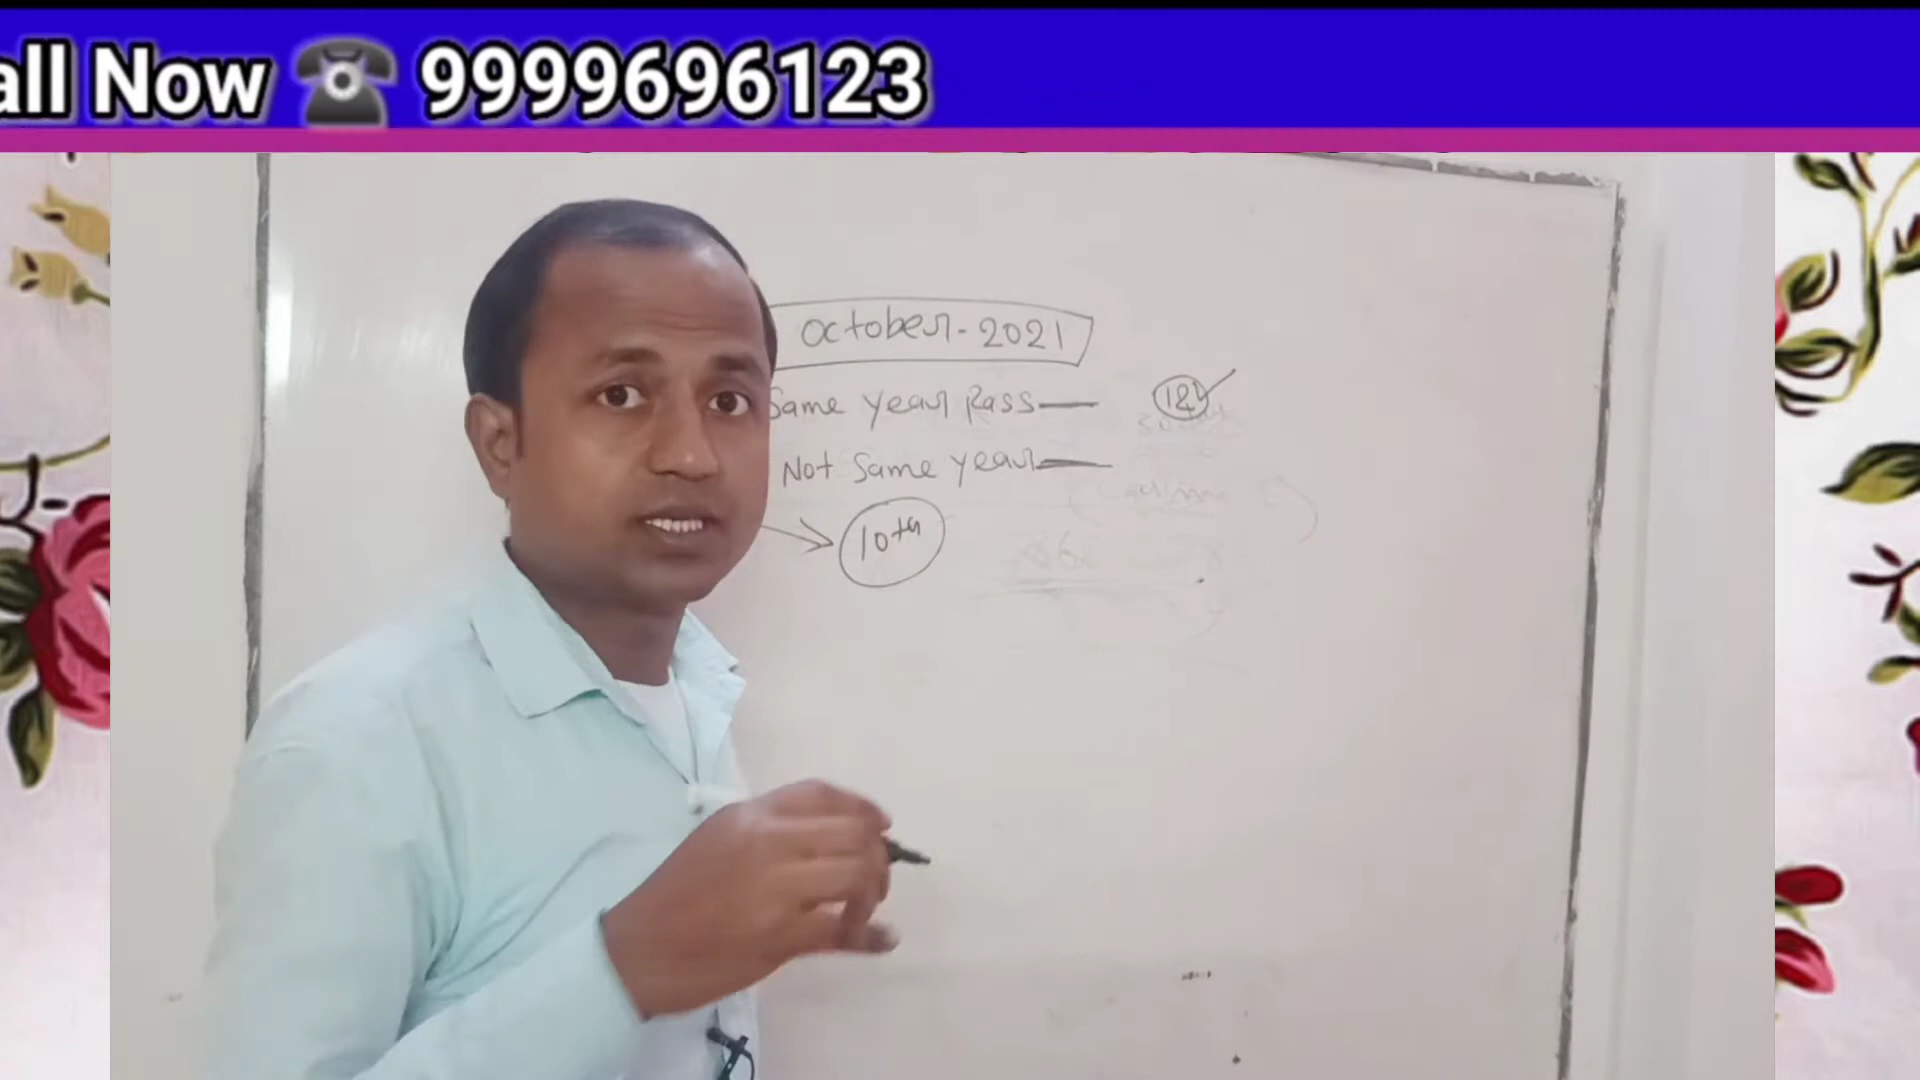 all Now ☎ 9999696123
October-2021
Same year Pass—
12
Not Same year—
10th